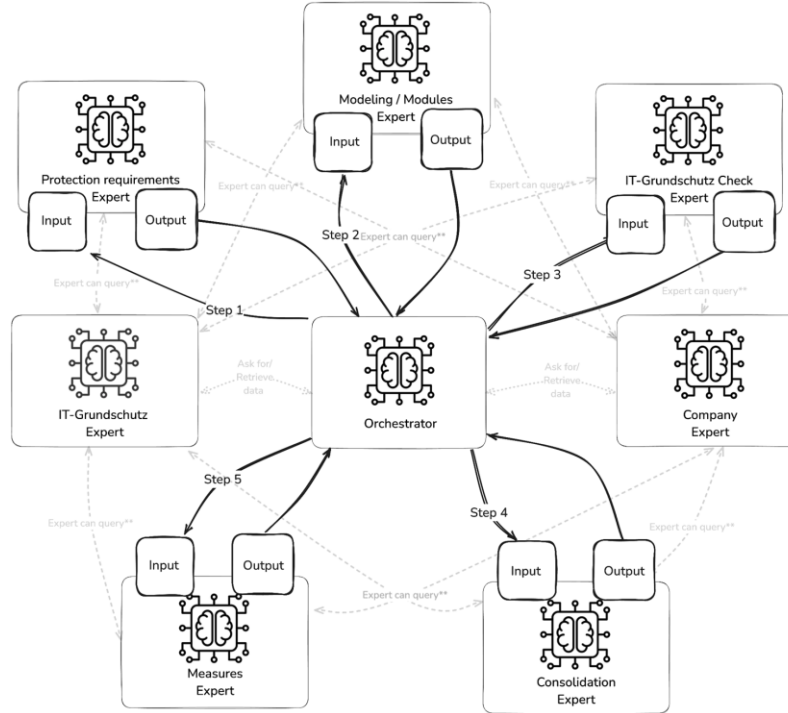 Modeling / Modules
Expert
Input
Output
Protection requirements
Expert
Input
Output
IT-Grundschutz Check
Expert
Input
Output
Expert can query**
Expert can query**
Step 2
Expert can query**
Step 3
Expert can query**
Expert can query**
Step 1
IT-Grundschutz
Expert
Ask for/
Retrieve
data
Orchestrator
Ask for/
Retrieve
data
Company
Expert
Step 5
Step 4
Expert can query**
Expert can query**
Input
Output
Input
Output
Expert can query**
Measures
Expert
Consolidation
Expert